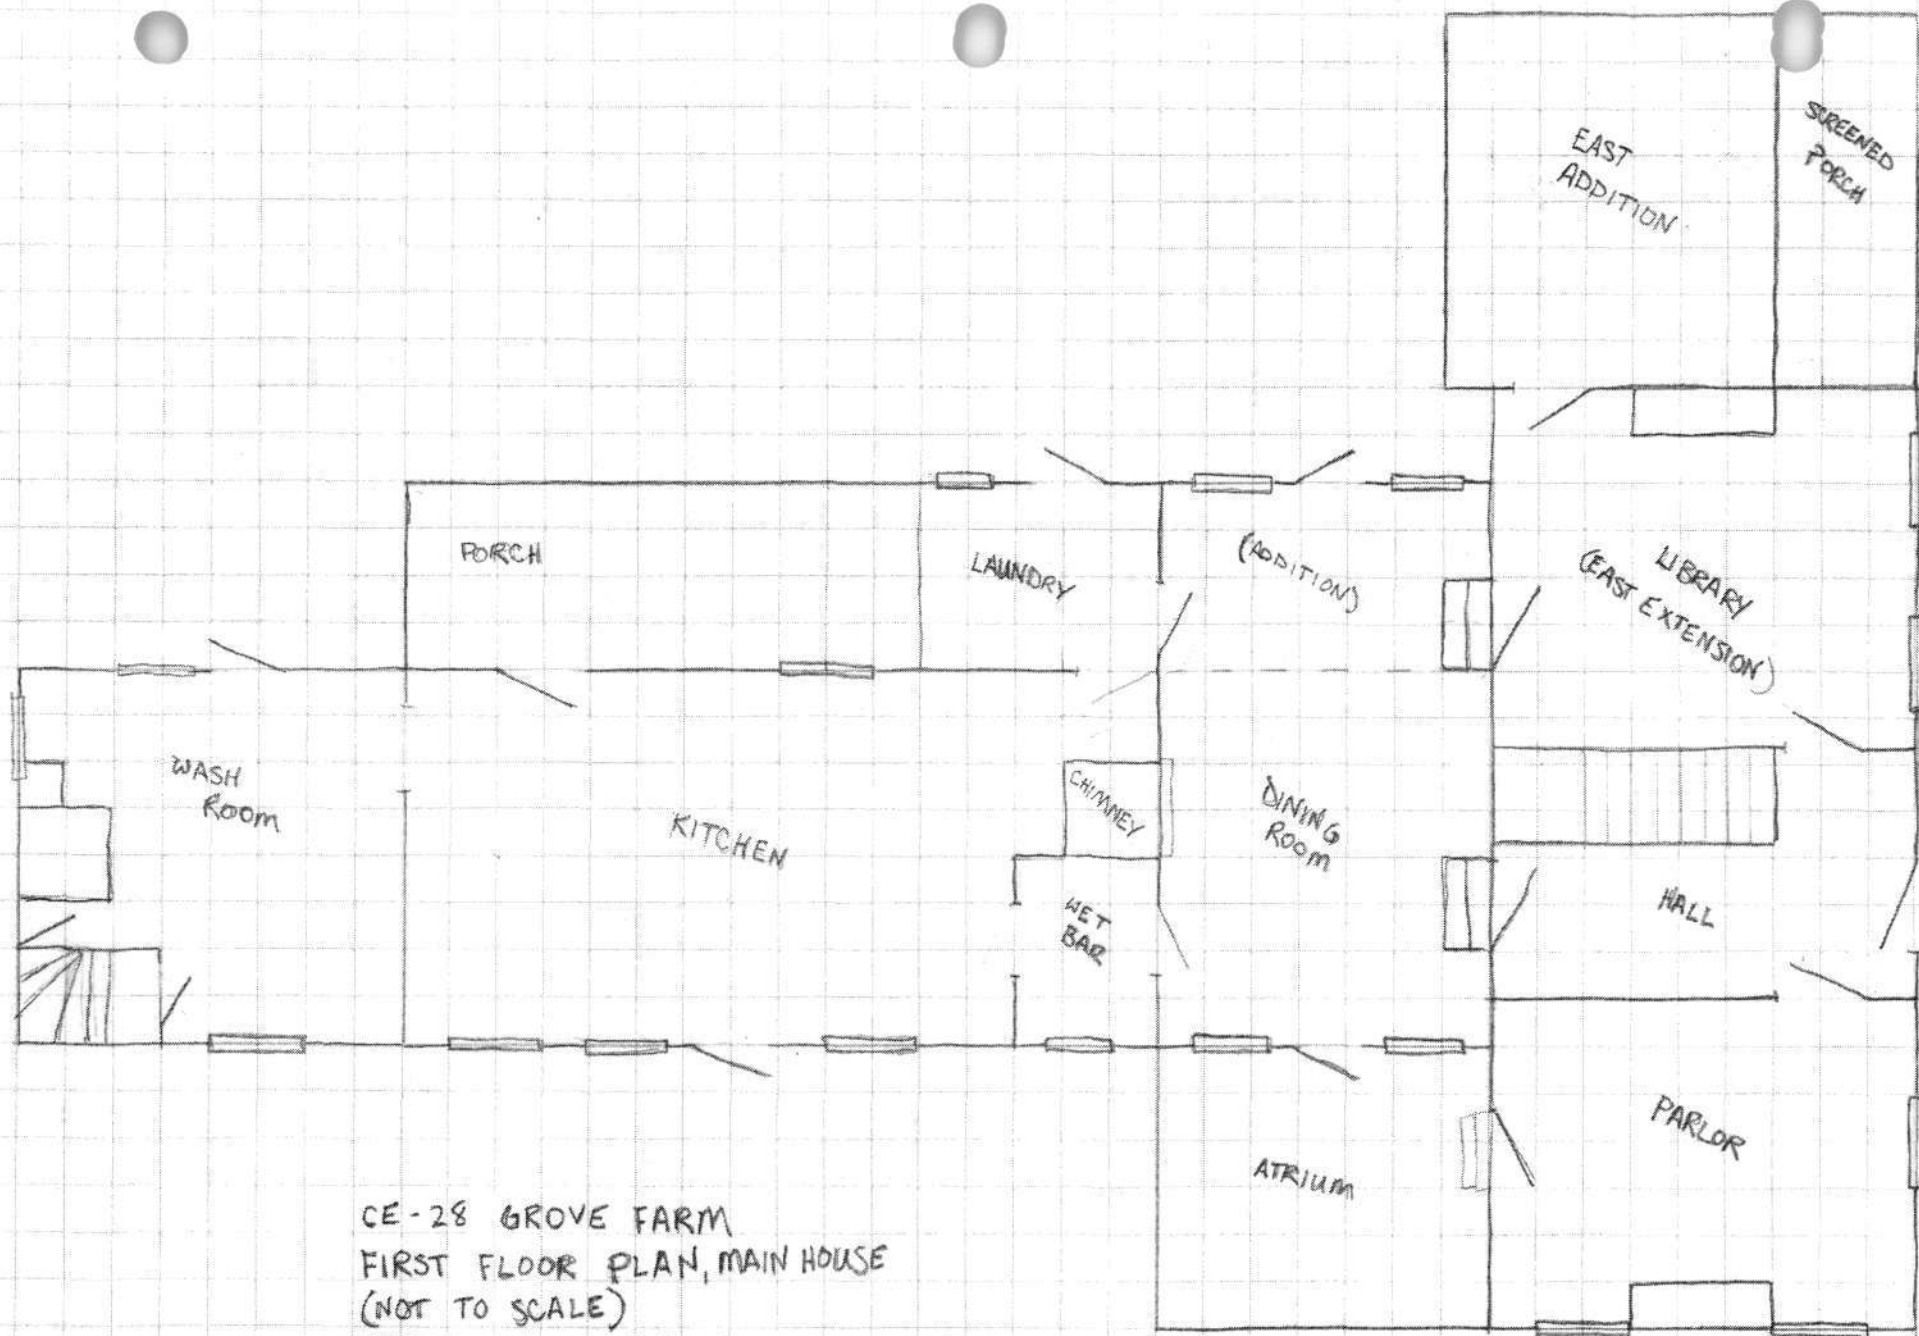 EAST
ADDITION
SCREENED
PORCH
PORCH
LAUNDRY
(ADDITION)
LIBRARY
(EAST EXTENSION)
WASH
ROOM
KITCHEN
CHIMNEY
DINING
ROOM
WET
BAR
HALL
PARLOR
ATRIUM
CE-28 GROVE FARM
FIRST FLOOR PLAN, MAIN HOUSE
(NOT TO SCALE)